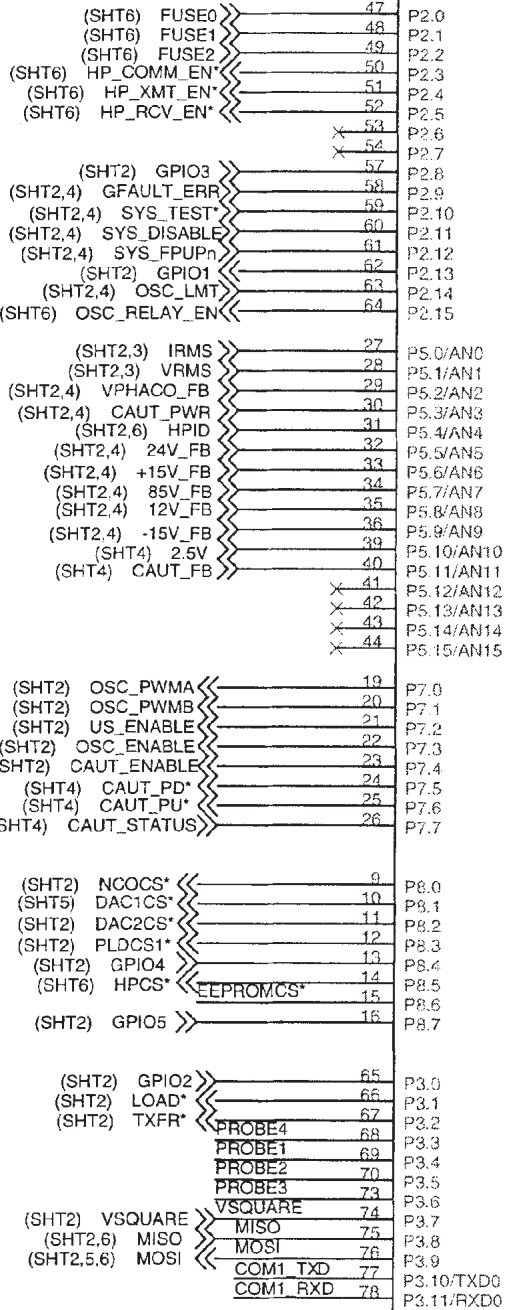 (SHT6) FUSE0 47 P2.0
(SHT6) FUSE1 48 P2.1
(SHT6) FUSE2 49 P2.2
(SHT6) HP_COMM_EN* 50 P2.3
(SHT6) HP_XMT_EN* 51 P2.4
(SHT6) HP_RCV_EN* 52 P2.5
53 P2.6
54 P2.7
(SHT2) GPIO3 57 P2.8
(SHT2,4) GFAULT_ERR 58 P2.9
(SHT2,4) SYS_TEST* 59 P2.10
(SHT2,4) SYS_DISABLE 60 P2.11
(SHT2,4) SYS_FPUPn 61 P2.12
(SHT2) GPIO1 62 P2.13
(SHT2,4) OSC_LMT 63 P2.14
(SHT6) OSC_RELAY_EN 64 P2.15
(SHT2,3) IRMS 27 P5.0/AN0
(SHT2,3) VRMS 28 P5.1/AN1
(SHT2,4) VPHACO_FB 29 P5.2/AN2
(SHT2,4) CAUT_PWR 30 P5.3/AN3
(SHT2,6) HPID 31 P5.4/AN4
(SHT2,4) 24V_FB 32 P5.5/AN5
(SHT2,4) +15V_FB 33 P5.6/AN6
(SHT2,4) 85V_FB 34 P5.7/AN7
(SHT2,4) 12V_FB 35 P5.8/AN8
(SHT2,4) -15V_FB 36 P5.9/AN9
(SHT4) 2.5V 39 P5.10/AN10
(SHT4) CAUT_FB 40 P5.11/AN11
41 P5.12/AN12
42 P5.13/AN13
43 P5.14/AN14
44 P5.15/AN15
(SHT2) OSC_PWMA 19 P7.0
(SHT2) OSC_PWMB 20 P7.1
(SHT2) US_ENABLE 21 P7.2
(SHT2) OSC_ENABLE 22 P7.3
SHT2) CAUT_ENABLE 23 P7.4
(SHT4) CAUT_PD* 24 P7.5
(SHT4) CAUT_PU* 25 P7.6
SHT4) CAUT_STATUS 26 P7.7
(SHT2) NCOCS* 9 P8.0
(SHT5) DAC1CS* 10 P8.1
(SHT2) DAC2CS* 11 P8.2
(SHT2) PLDCS1* 12 P8.3
(SHT2) GPIO4 13 P8.4
(SHT6) HPCS* 14 P8.5
EEPROMCS* 15 P8.6
(SHT2) GPIO5 16 P8.7
(SHT2) GPIO2 65 P3.0
(SHT2) LOAD* 66 P3.1
(SHT2) TXFR* 67 P3.2
PROBE4 68 P3.3
PROBE1 69 P3.4
PROBE2 70 P3.5
PROBE3 73 P3.6
(SHT2) VSQUARE VSQUARE 74 P3.7
(SHT2,6) MISO MISO 75 P3.8
(SHT2,5,6) MOSI MOSI 76 P3.9
COM1_TXD 77 P3.10/TXD0
COM1_RXD 78 P3.11/RXD0